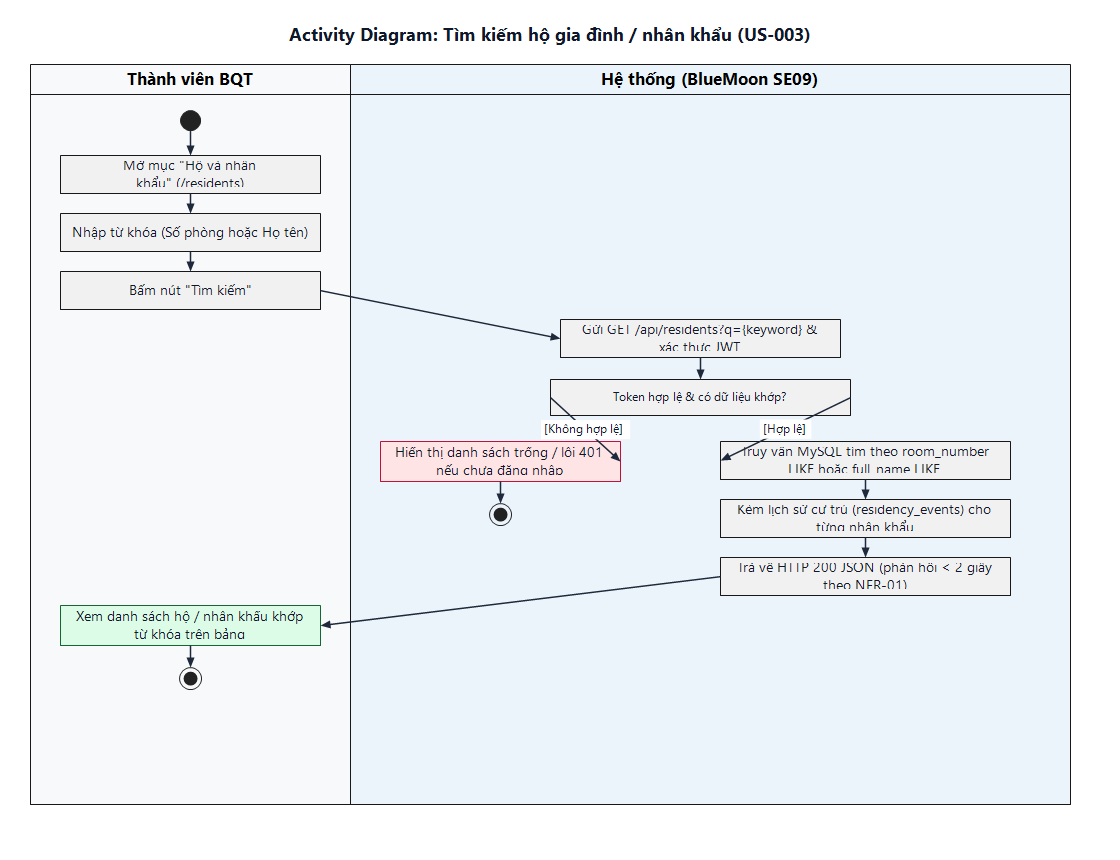 Activity Diagram: Tìm kiếm hộ gia đình / nhân khẩu (US-003)
Thành viên BQT
Hệ thống (BlueMoon SE09)
Mở mục "Hộ và nhân
khẩu" (/residents)
Nhập từ khóa (Số phòng hoặc Họ tên)
Bấm nút "Tìm kiếm"
Gửi GET /api/residents?q={keyword} &
xác thực JWT
Token hợp lệ & có dữ liệu khớp?
[Không hợp lệ]
[Hợp lệ]
Hiển thị danh sách trống / lỗi 401
nếu chưa đăng nhập
Truy vấn MySQL tìm theo room_number
LIKE hoặc full_name LIKE
Kèm lịch sử cư trú (residency_events) cho
từng nhân khẩu
Trả về HTTP 200 JSON (phản hồi < 2 giây
theo NFR-01)
Xem danh sách hộ / nhân khẩu khớp
từ khóa trên bảng